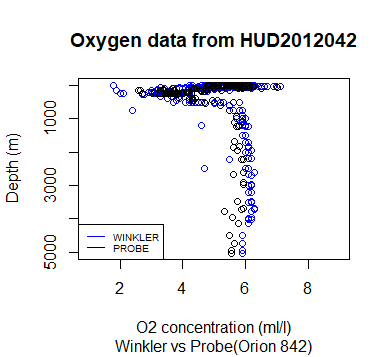 Oxygen data from HUD2012042
Depth (m)
1000
3000
5000
WINKLER
PROBE
2 4 6 8
O2 concentration (ml/l)
Winkler vs Probe(Orion 842)